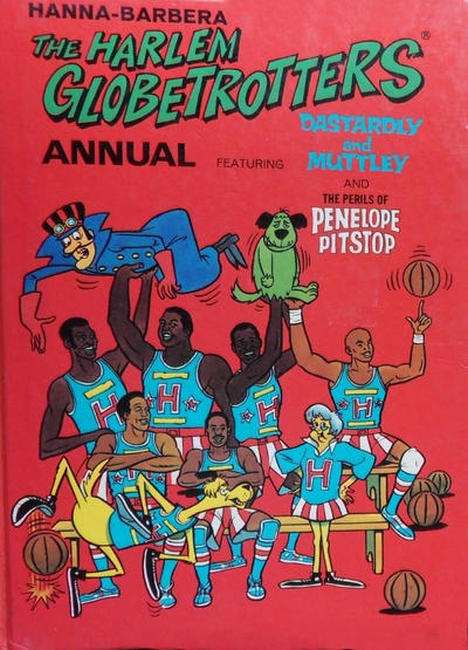 HANNA-BARBERA
THE HARLEM
GLOBETROTTERS®
ANNUAL FEATURING
DASTARDLY
and
MUTTLEY
AND
THE PERILS OF
PENELOPE
PITSTOP
H
H
H
H